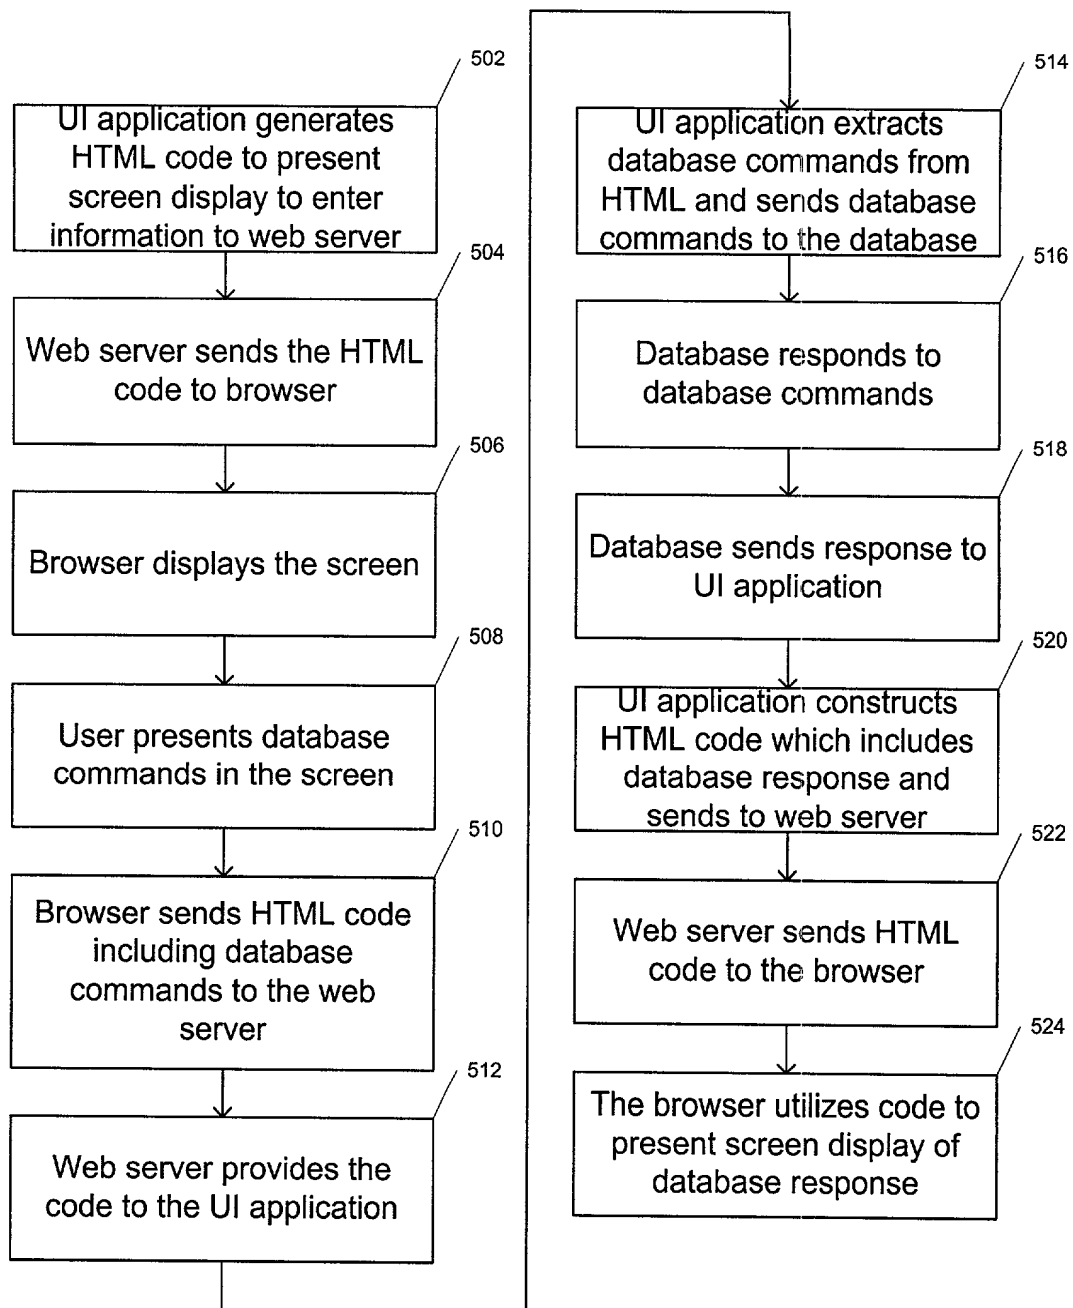 502
UI application generates
HTML code to present
screen display to enter
information to web server
504
Web server sends the HTML
code to browser
506
Browser displays the screen
508
User presents database
commands in the screen
510
Browser sends HTML code
including database
commands to the web
server
512
Web server provides the
code to the UI application
514
UI application extracts
database commands from
HTML and sends database
commands to the database
516
Database responds to
database commands
518
Database sends response to
UI application
520
UI application constructs
HTML code which includes
database response and
sends to web server
522
Web server sends HTML
code to the browser
524
The browser utilizes code to
present screen display of
database response